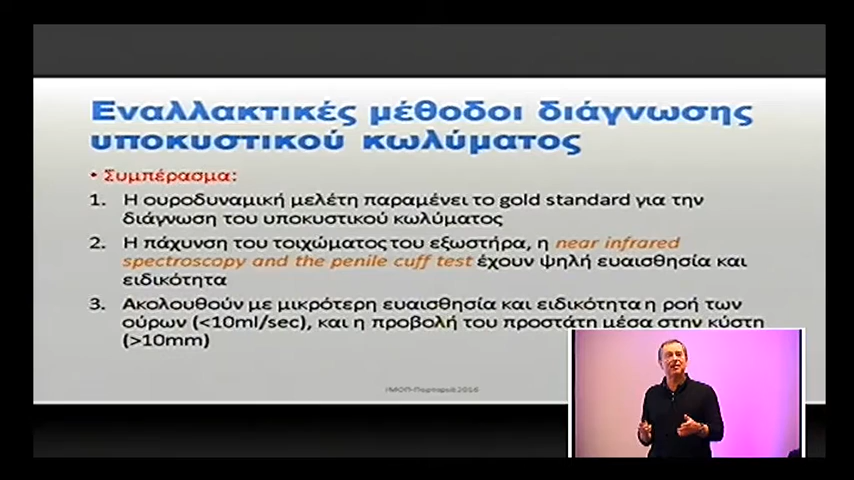 Εναλλακτικές μέθοδοι διάγνωσης
υποκυστικού κωλύματος
• Συμπέρασμα:
1. Η ουροδυναμική μελέτη παραμένει το gold standard για την
διάγνωση του υποκυστικού κωλύματος
2. Η πάχυνση του τοιχώματος του εξωστήρα, η near infrared
spectroscopy and the penile cuff test έχουν ψηλή ευαισθησία και
ειδικότητα
3. Ακολουθούν με μικρότερη ευαισθησία και ειδικότητα η ροή των
ούρων (<10ml/sec), και η προβολή του προστάτη μέσα στην κύστη
(>10mm)
2016